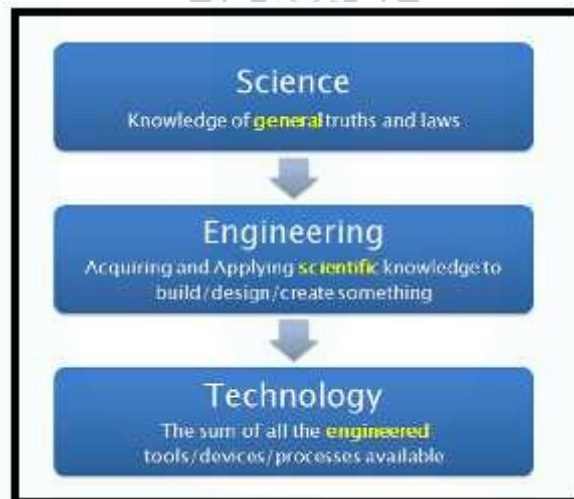 Science
Knowledge of general truths and laws
Engineering
Acquiring and Applying scientific knowledge to
build/design/create something
Technology
The sum of all the engineered
tools/devices/processes available